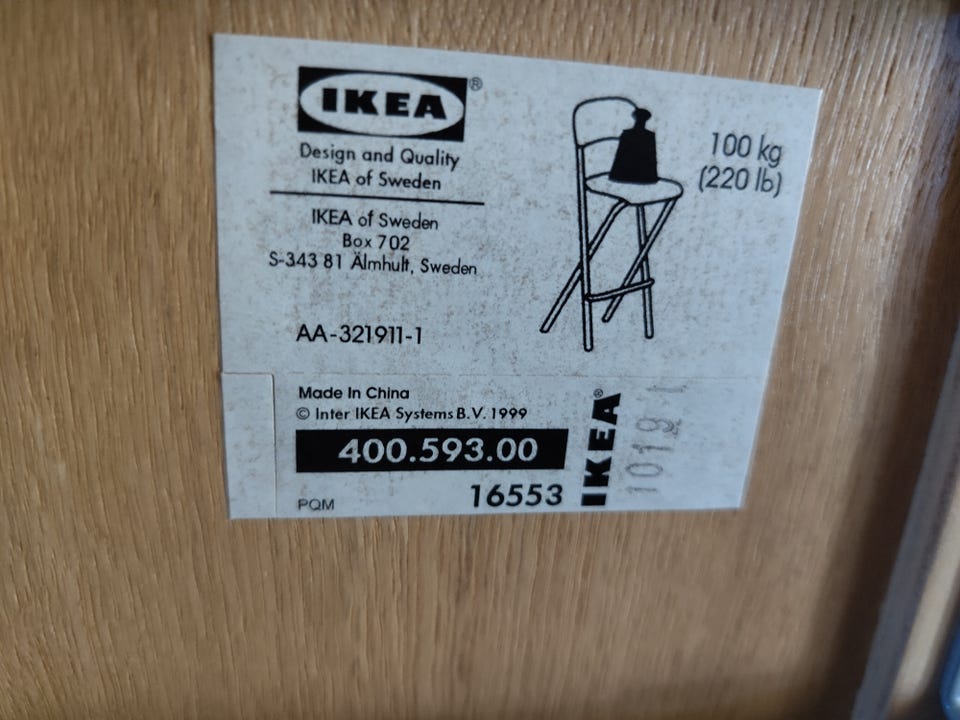 IKEA®
Design and Quality
IKEA of Sweden
IKEA of Sweden
Box 702
S-343 81 Älmhult, Sweden
AA-321911-1
100 kg
(220 lb)
Made In China
© Inter IKEA Systems B.V. 1999
400.593.00
PQM
16553
IKEA®
1019